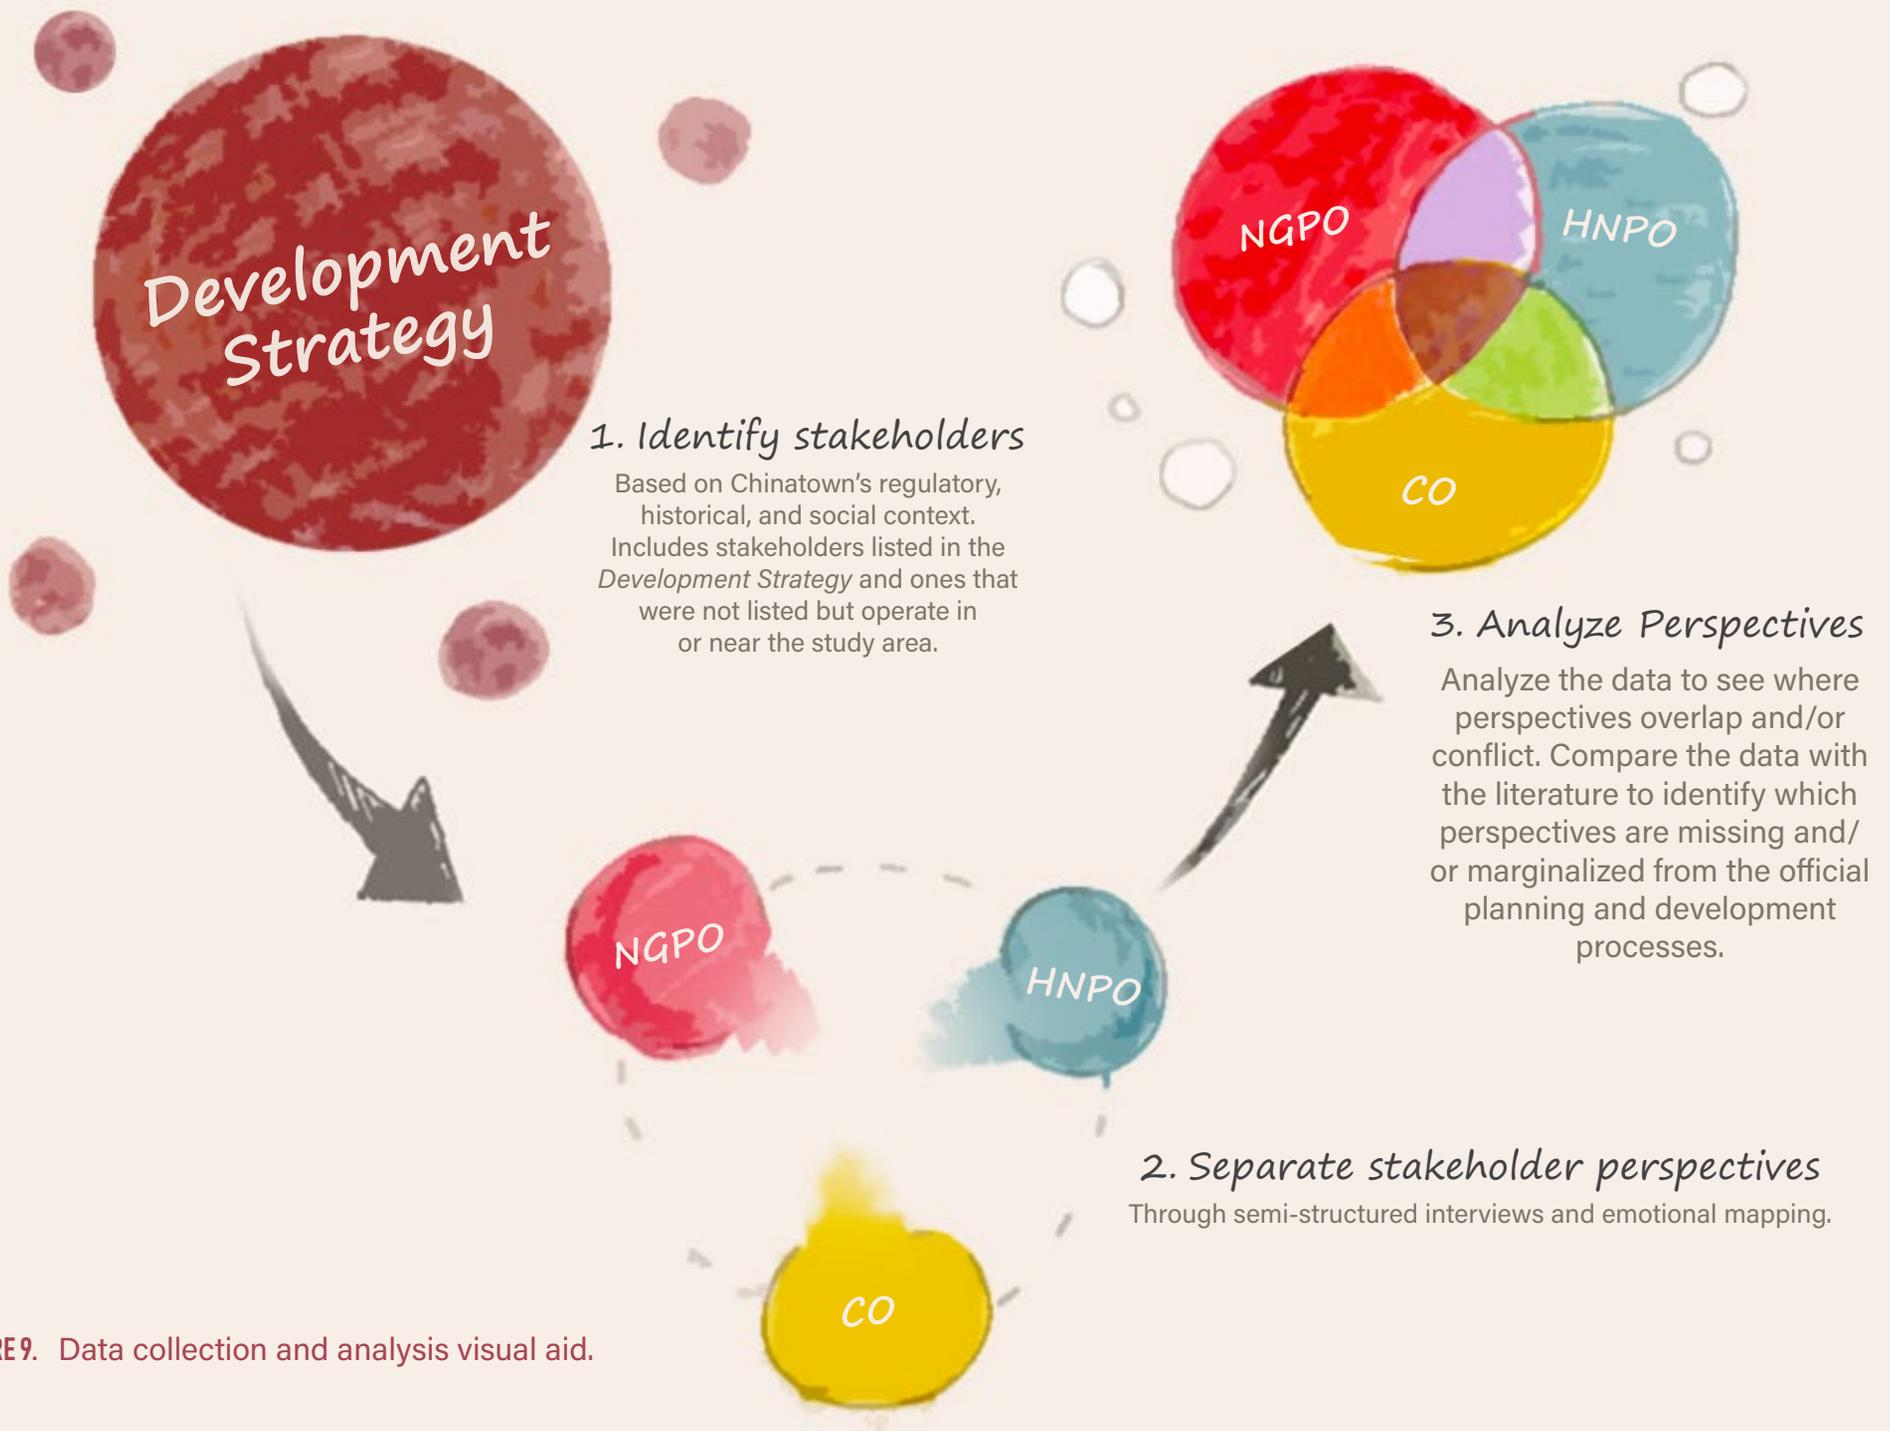 Development
Strategy
1. Identify stakeholders
Based on Chinatown’s regulatory,
historical, and social context.
Includes stakeholders listed in the
Development Strategy and ones that
were not listed but operate in
or near the study area.
NGPO
HNPO
CO
3. Analyze Perspectives
Analyze the data to see where
perspectives overlap and/or
conflict. Compare the data with
the literature to identify which
perspectives are missing and/
or marginalized from the official
planning and development
processes.
NGPO
HNPO
CO
2. Separate stakeholder perspectives
Through semi-structured interviews and emotional mapping.
RE 9. Data collection and analysis visual aid.